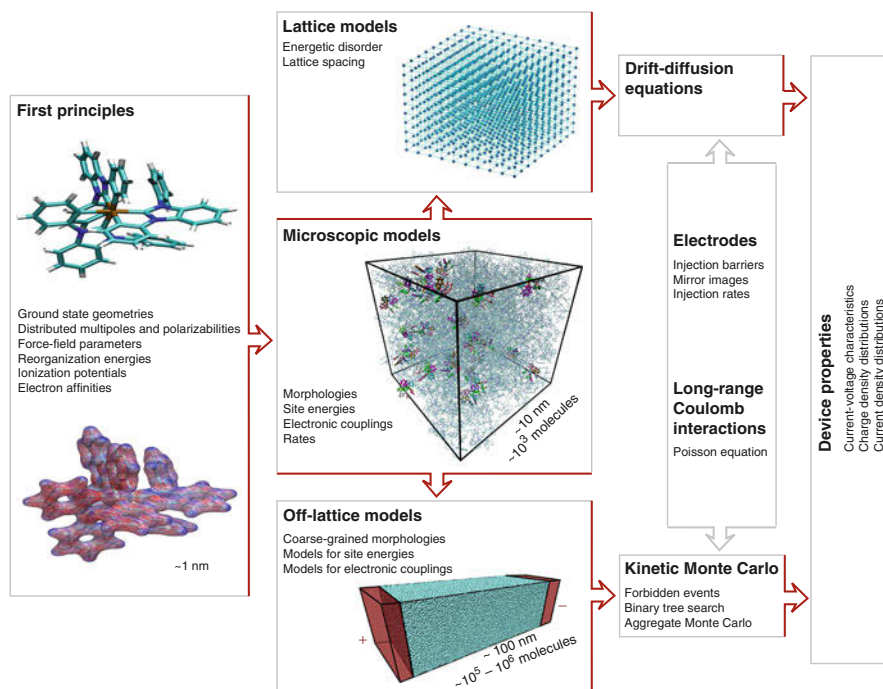 First principles
Ground state geometries
Distributed multipoles and polarizabilities
Force-field parameters
Reorganization energies
Ionization potentials
Electron affinities
~1 nm
Lattice models
Energetic disorder
Lattice spacing
Microscopic models
Morphologies
Site energies
Electronic couplings
Rates
~10 nm
~10³ molecules
Off-lattice models
Coarse-grained morphologies
Models for site energies
Models for electronic couplings
+
−
~ 100 nm
~10⁵ – 10⁶ molecules
Drift-diffusion
equations
Electrodes
Injection barriers
Mirror images
Injection rates
Long-range
Coulomb
interactions
Poisson equation
Kinetic Monte Carlo
Forbidden events
Binary tree search
Aggregate Monte Carlo
Device properties
Current-voltage characteristics
Charge density distributions
Current density distributions